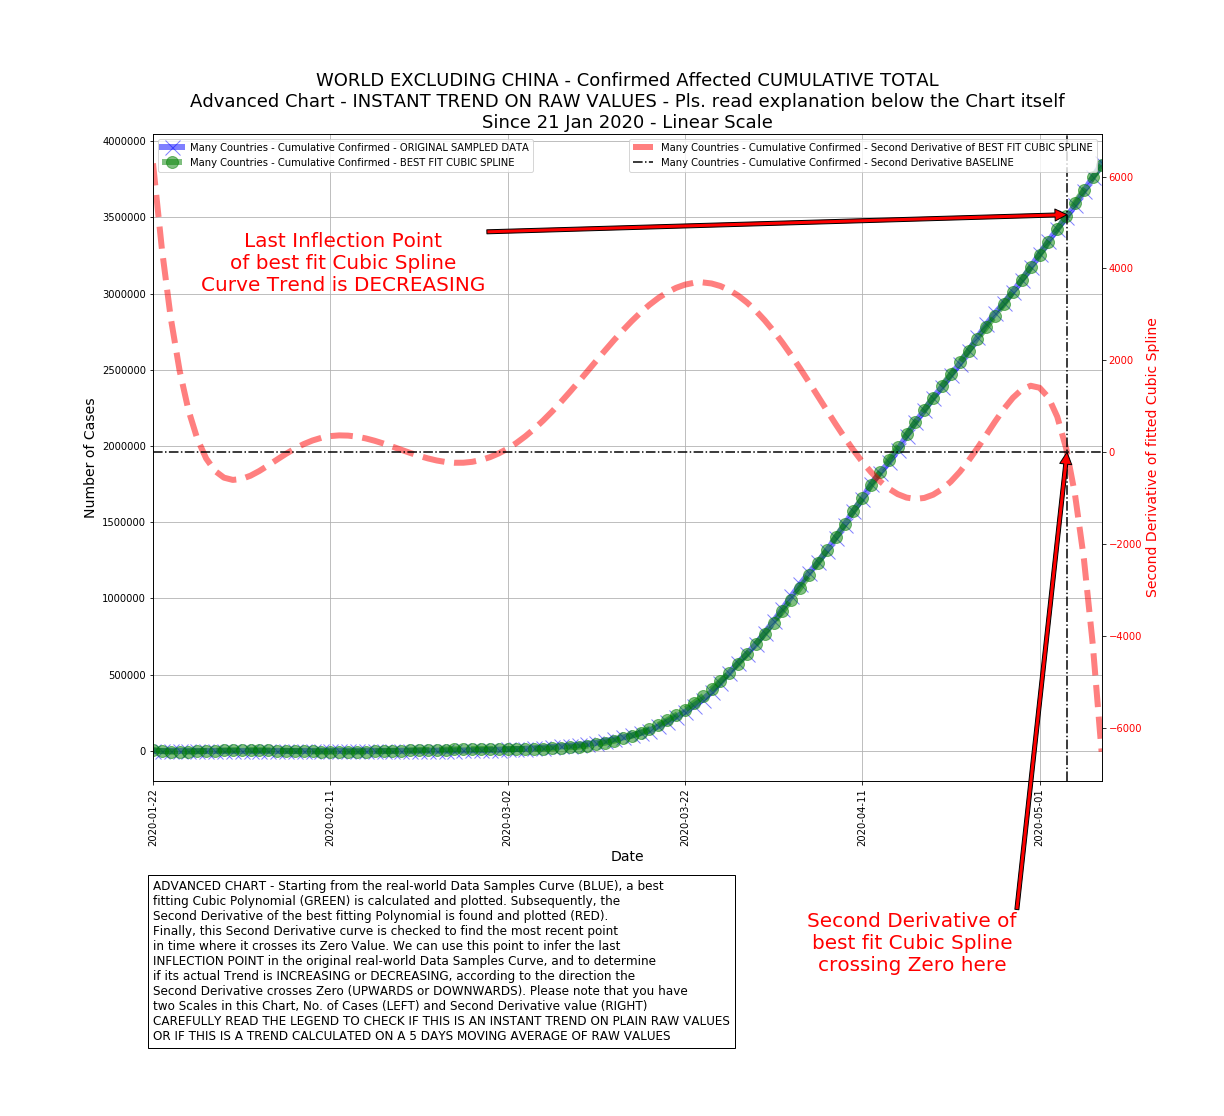 WORLD EXCLUDING CHINA - Confirmed Affected CUMULATIVE TOTAL
Advanced Chart - INSTANT TREND ON RAW VALUES - Pls. read explanation below the Chart itself
Since 21 Jan 2020 - Linear Scale
Many Countries - Cumulative Confirmed - ORIGINAL SAMPLED DATA
Many Countries - Cumulative Confirmed - BEST FIT CUBIC SPLINE
Many Countries - Cumulative Confirmed - Second Derivative of BEST FIT CUBIC SPLINE
Many Countries - Cumulative Confirmed - Second Derivative BASELINE
Last Inflection Point
of best fit Cubic Spline
Curve Trend is DECREASING
Number of Cases
4000000
3500000
3000000
2500000
2000000
1500000
1000000
500000
0
Second Derivative of fitted Cubic Spline
6000
4000
2000
0
−2000
−4000
−6000
2020-01-22
2020-02-11
2020-03-02
2020-03-22
2020-04-11
2020-05-01
Date
ADVANCED CHART - Starting from the real-world Data Samples Curve (BLUE), a best
fitting Cubic Polynomial (GREEN) is calculated and plotted. Subsequently, the
Second Derivative of the best fitting Polynomial is found and plotted (RED).
Finally, this Second Derivative curve is checked to find the most recent point
in time where it crosses its Zero Value. We can use this point to infer the last
INFLECTION POINT in the original real-world Data Samples Curve, and to determine
if its actual Trend is INCREASING or DECREASING, according to the direction the
Second Derivative crosses Zero (UPWARDS or DOWNWARDS). Please note that you have
two Scales in this Chart, No. of Cases (LEFT) and Second Derivative value (RIGHT)
CAREFULLY READ THE LEGEND TO CHECK IF THIS IS AN INSTANT TREND ON PLAIN RAW VALUES
OR IF THIS IS A TREND CALCULATED ON A 5 DAYS MOVING AVERAGE OF RAW VALUES
Second Derivative of
best fit Cubic Spline
crossing Zero here